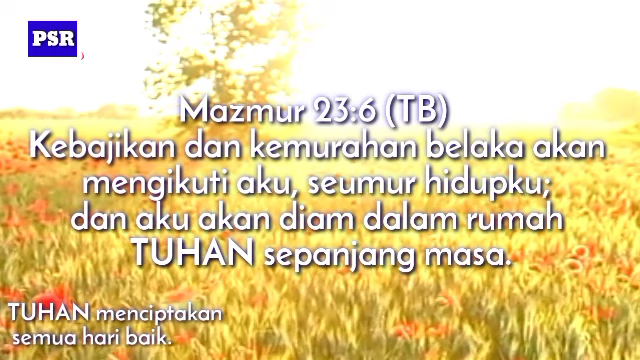 PSR
Mazmur 23:6 (TB)
Kebajikan dan kemurahan belaka akan
mengikuti aku, seumur hidupku;
dan aku akan diam dalam rumah
TUHAN sepanjang masa.
TUHAN menciptakan
semua hari baik.